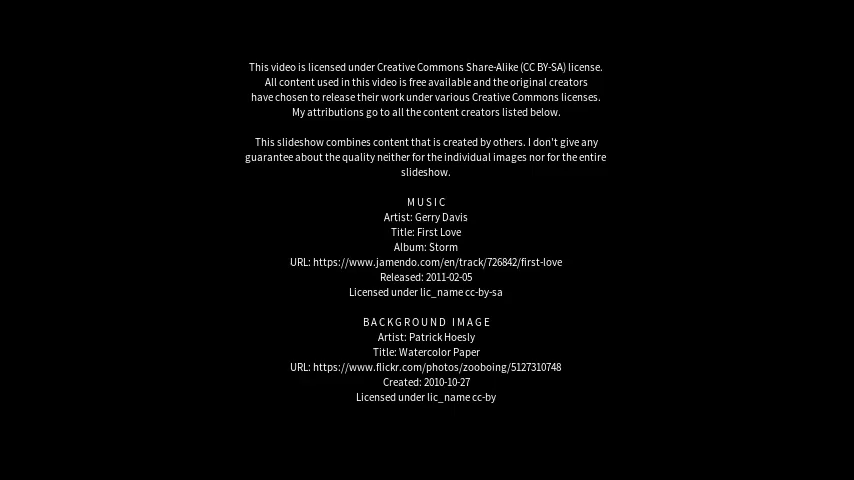 This video is licensed under Creative Commons Share-Alike (CC BY-SA) license.
All content used in this video is free available and the original creators
have chosen to release their work under various Creative Commons licenses.
My attributions go to all the content creators listed below.
This slideshow combines content that is created by others. I don't give any
guarantee about the quality neither for the individual images nor for the entire
slideshow.
MUSIC
Artist: Gerry Davis
Title: First Love
Album: Storm
URL: https://www.jamendo.com/en/track/726842/first-love
Released: 2011-02-05
Licensed under lic_name cc-by-sa
BACKGROUND IMAGE
Artist: Patrick Hoesly
Title: Watercolor Paper
URL: https://www.flickr.com/photos/zooboing/5127310748
Created: 2010-10-27
Licensed under lic_name cc-by